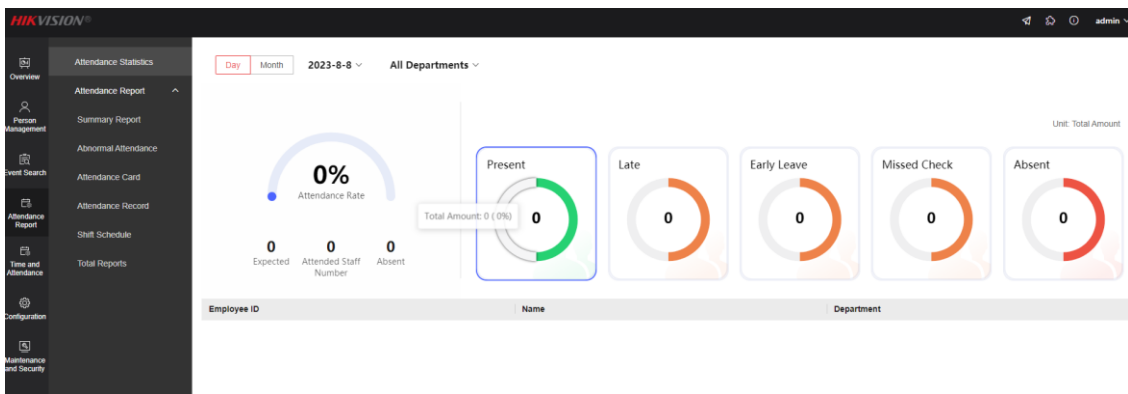 HIKVISION®
admin
Overview
Person
Management
Event Search
Attendance
Report
Time and
Attendance
Configuration
Maintenance
and Security
Attendance Statistics
Attendance Report
Summary Report
Abnormal Attendance
Attendance Card
Attendance Record
Shift Schedule
Total Reports
Day Month 2023-8-8 All Departments
Unit: Total Amount
0%
Attendance Rate
0 0 0
Expected Attended Staff Absent
Number
Total Amount: 0 ( 0%)
Present Late Early Leave Missed Check Absent
0 0 0 0 0
Employee ID Name Department